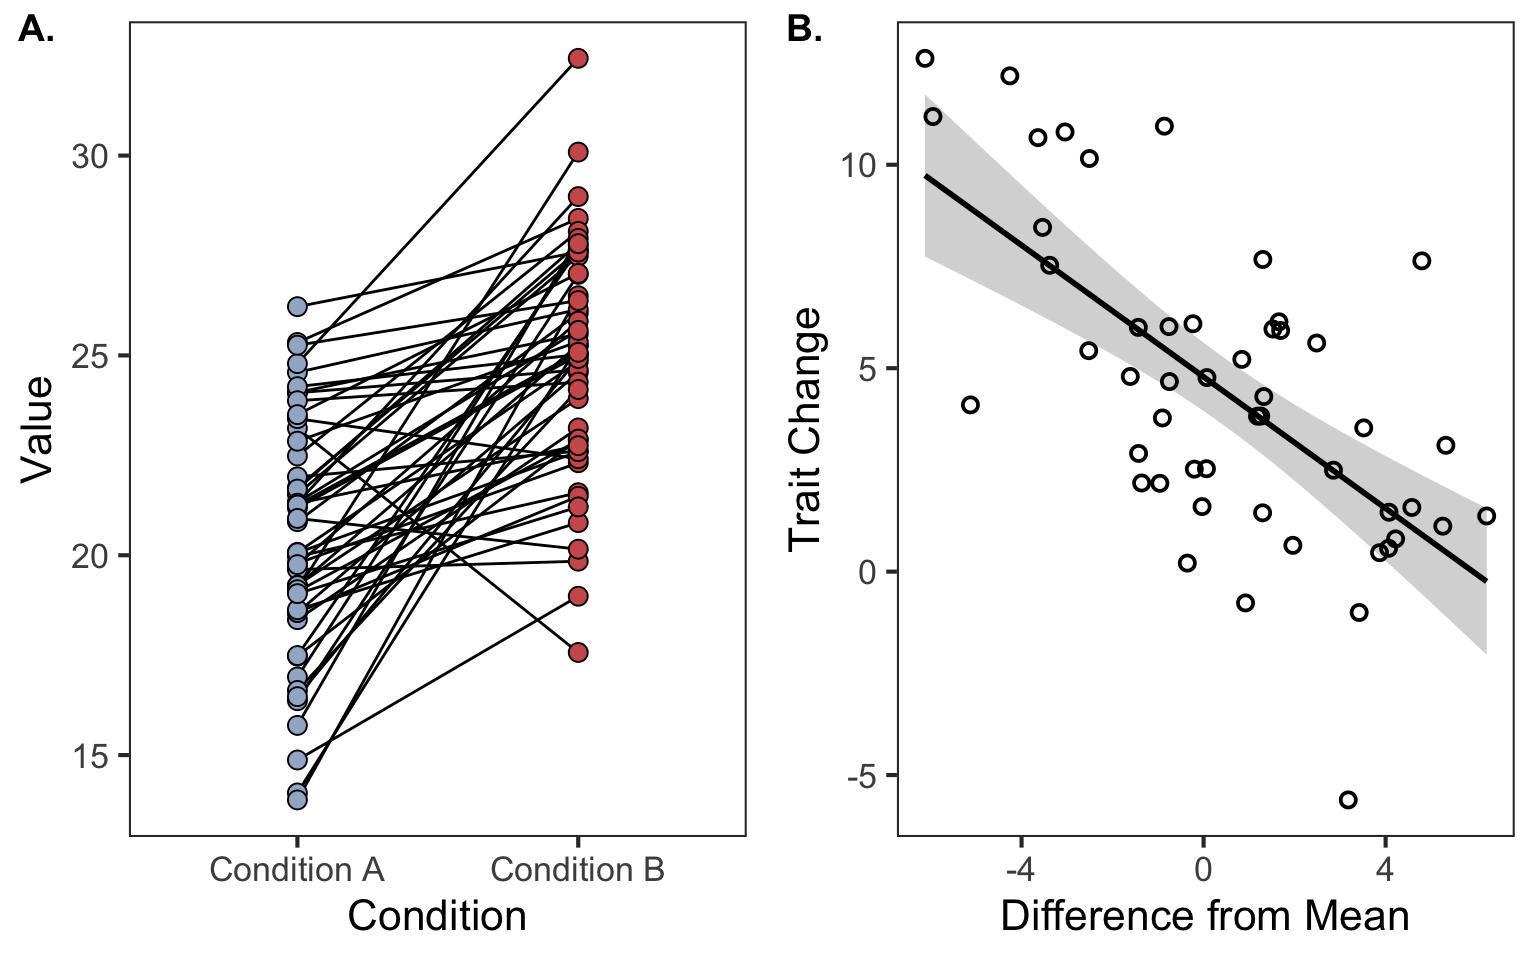 A.
Value
30
25
20
15
Condition A
Condition B
Condition
B.
Trait Change
10
5
0
-5
-4
0
4
Difference from Mean